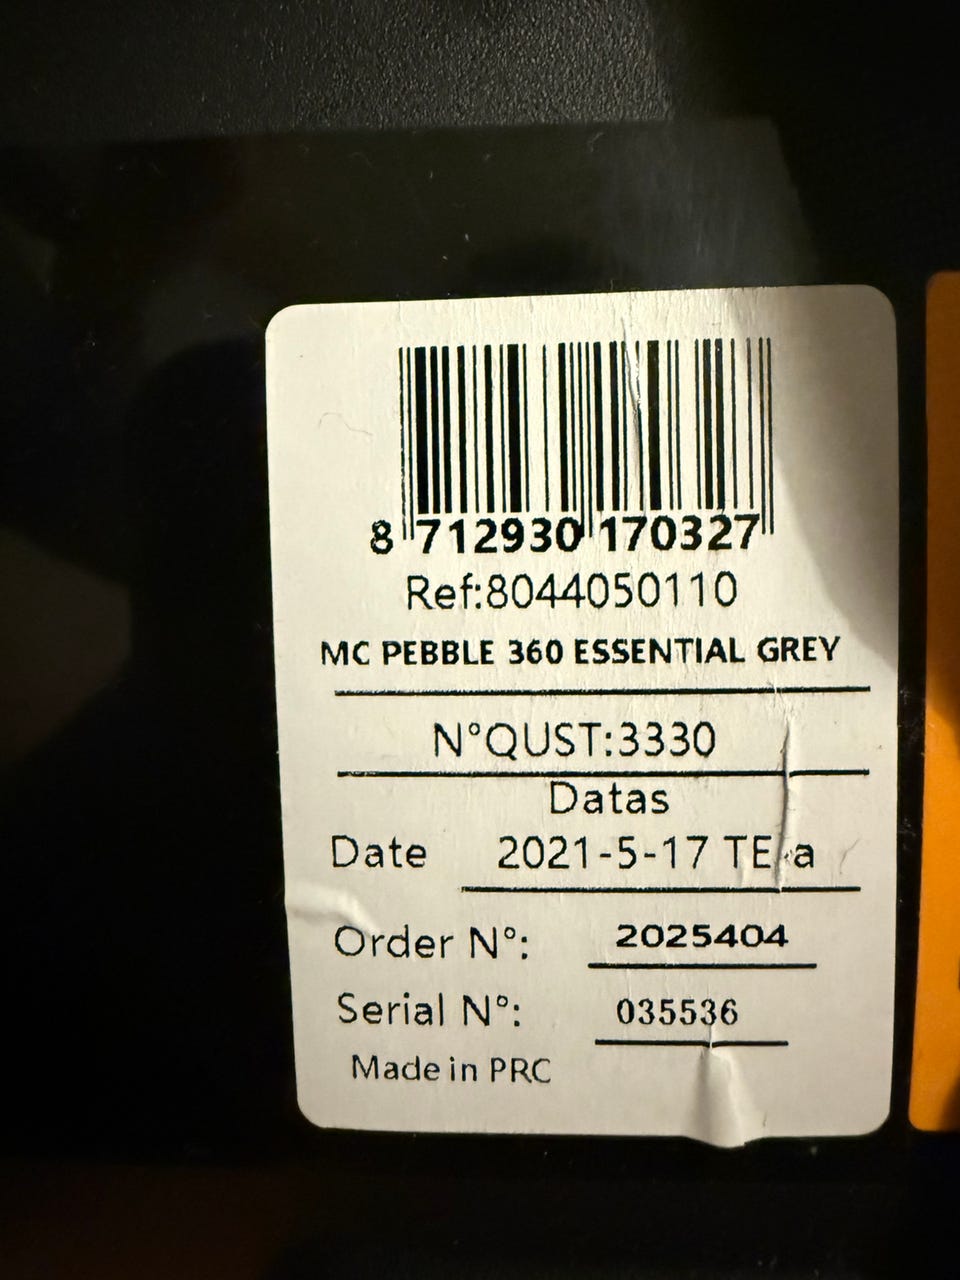 8 712930 170327
Ref:8044050110
MC PEBBLE 360 ESSENTIAL GREY
N°QUST:3330
Datas
Date 2021-5-17 TE a
Order N°: 2025404
Serial N°: 035536
Made in PRC